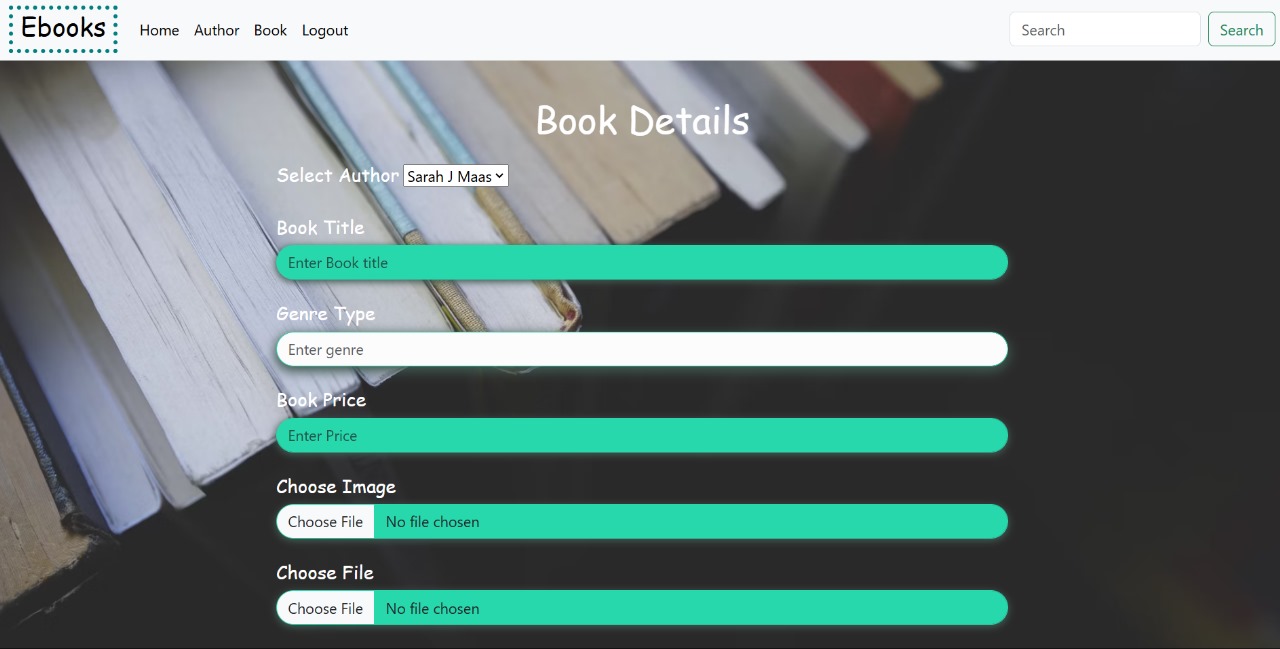 Ebooks Home Author Book Logout Search Search
Book Details
Select Author Sarah J Maas
Book Title
Enter Book title
Genre Type
Enter genre
Book Price
Enter Price
Choose Image
Choose File No file chosen
Choose File
Choose File No file chosen